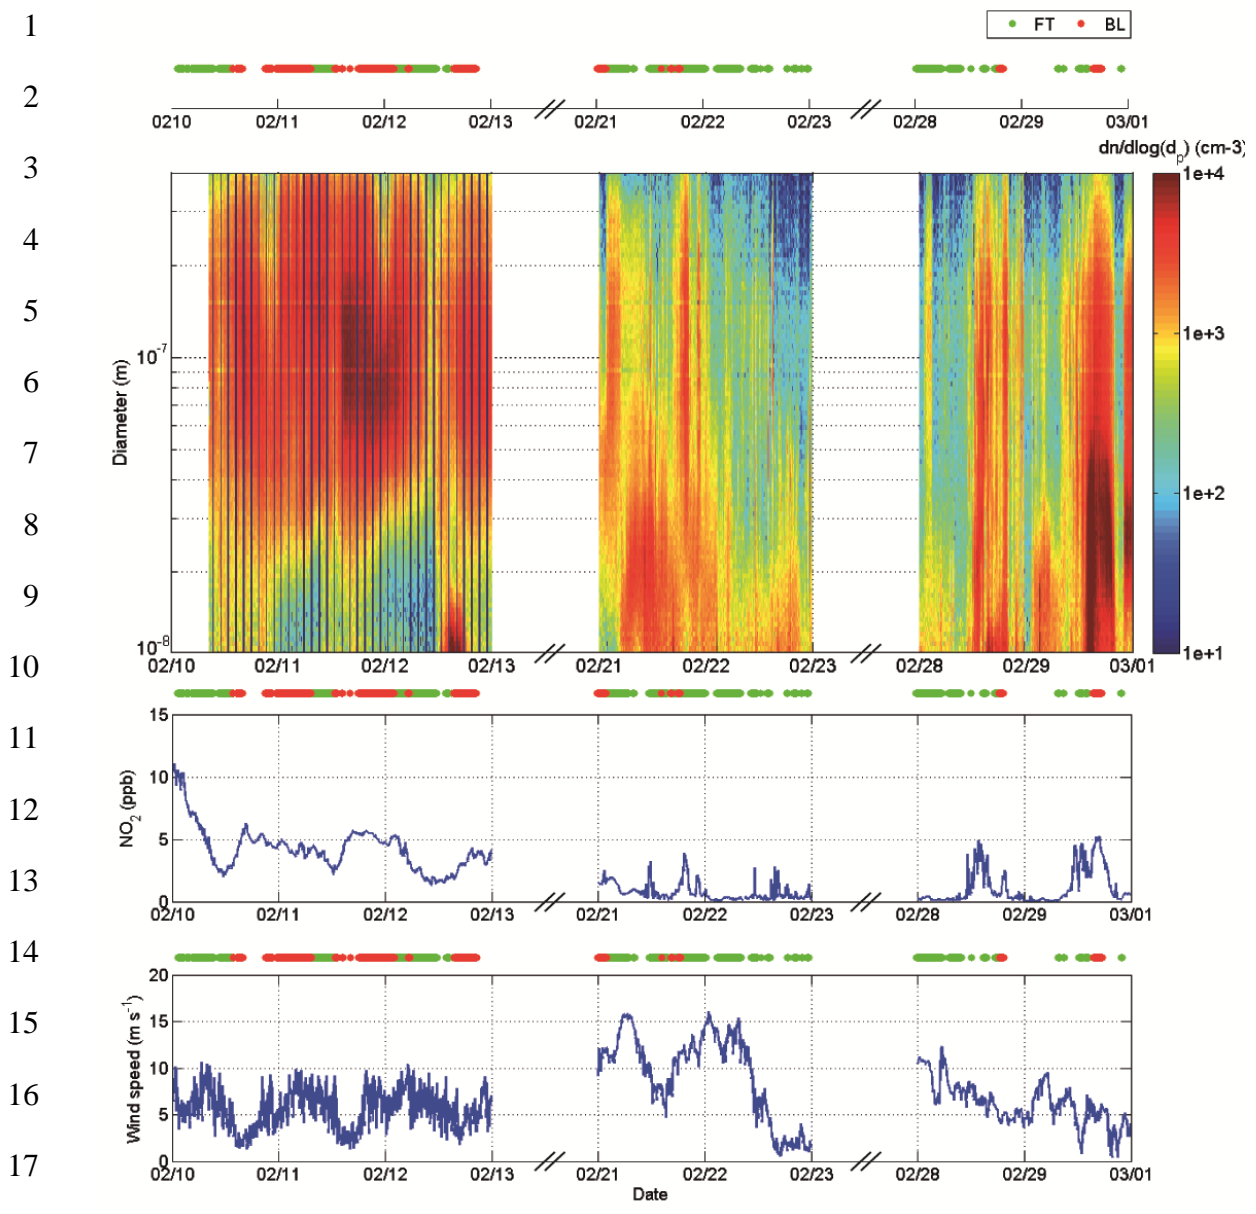 1
FT BL
2
0210 02/11 02/12 02/13 02/21 02/22 02/23 02/28 02/29 03/01
3
dn/dlog(d_p) (cm-3)
1e+4
4
5
1e+3
10^-7
6
Diameter (m)
7
1e+2
8
9
10^-8
1e+1
02/10 02/11 02/12 02/13 02/21 02/22 02/23 02/28 02/29 03/01
10
15
11
10
NO_2 (ppb)
12
5
13
0
02/10 02/11 02/12 02/13 02/21 02/22 02/23 02/28 02/29 03/01
14
20
15
15
Wind speed (m s^-1)
10
16
5
17
0
02/10 02/11 02/12 02/13 02/21 02/22 02/23 02/28 02/29 03/01
Date